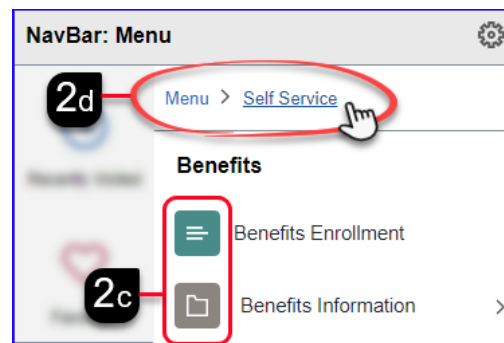 NavBar: Menu
2d
Menu > Self Service
Benefits
Benefits Enrollment
2c
Benefits Information >